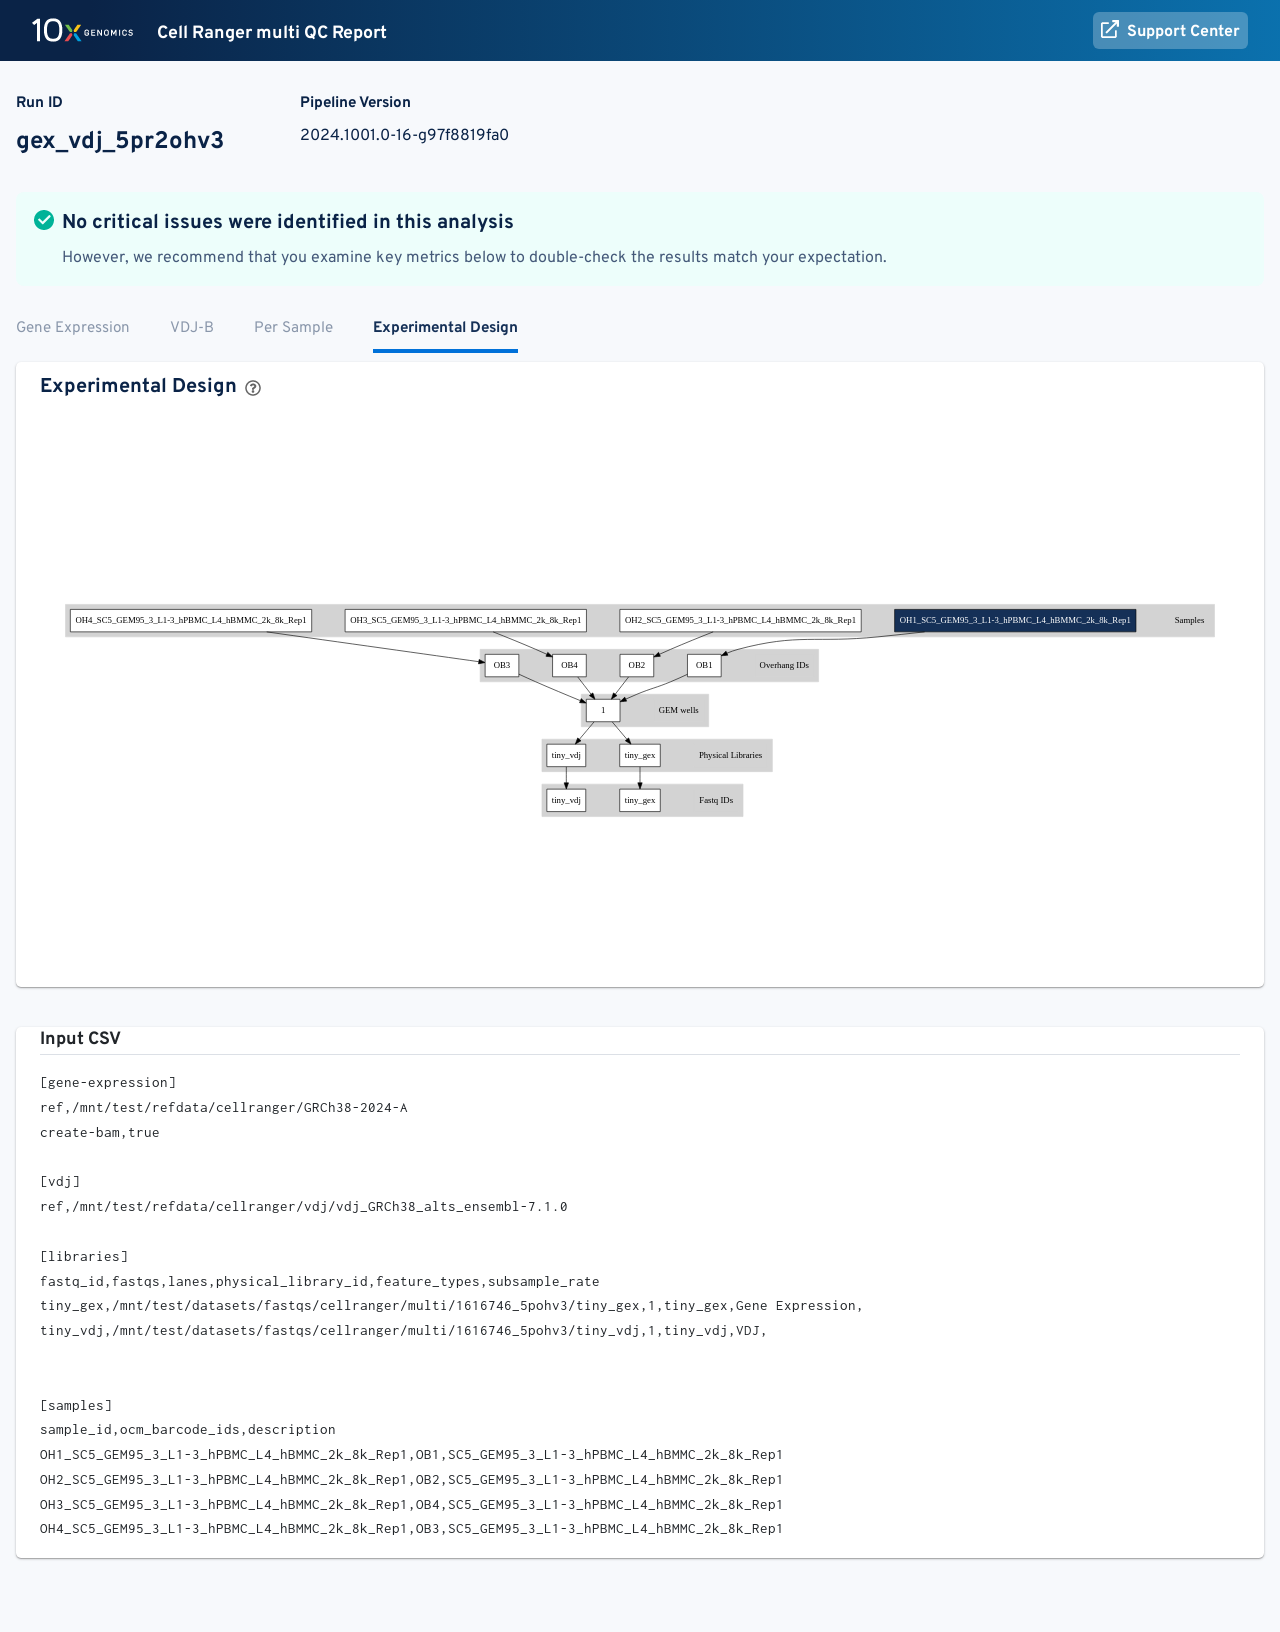 10x GENOMICS Cell Ranger multi QC Report Support Center
Run ID Pipeline Version
gex_vdj_5pr2ohv3 2024.1001.0-16-g97f8819fa0
No critical issues were identified in this analysis
However, we recommend that you examine key metrics below to double-check the results match your expectation.
Gene Expression VDJ-B Per Sample Experimental Design
Experimental Design ?
OH4_SC5_GEM95_3_L1-3_hPBMC_L4_hBMMC_2k_8k_Rep1 OH3_SC5_GEM95_3_L1-3_hPBMC_L4_hBMMC_2k_8k_Rep1 OH2_SC5_GEM95_3_L1-3_hPBMC_L4_hBMMC_2k_8k_Rep1 OH1_SC5_GEM95_3_L1-3_hPBMC_L4_hBMMC_2k_8k_Rep1 Samples
OB3 OB4 OB2 OB1 Overhang IDs
1 GEM wells
tiny_vdj tiny_gex Physical Libraries
tiny_vdj tiny_gex Fastq IDs
Input CSV
[gene-expression]
ref,/mnt/test/refdata/cellranger/GRCh38-2024-A
create-bam,true
[vdj]
ref,/mnt/test/refdata/cellranger/vdj/vdj_GRCh38_alts_ensembl-7.1.0
[libraries]
fastq_id,fastqs,lanes,physical_library_id,feature_types,subsample_rate
tiny_gex,/mnt/test/datasets/fastqs/cellranger/multi/1616746_5pohv3/tiny_gex,1,tiny_gex,Gene Expression,
tiny_vdj,/mnt/test/datasets/fastqs/cellranger/multi/1616746_5pohv3/tiny_vdj,1,tiny_vdj,VDJ,
[samples]
sample_id,ocm_barcode_ids,description
OH1_SC5_GEM95_3_L1-3_hPBMC_L4_hBMMC_2k_8k_Rep1,OB1,SC5_GEM95_3_L1-3_hPBMC_L4_hBMMC_2k_8k_Rep1
OH2_SC5_GEM95_3_L1-3_hPBMC_L4_hBMMC_2k_8k_Rep1,OB2,SC5_GEM95_3_L1-3_hPBMC_L4_hBMMC_2k_8k_Rep1
OH3_SC5_GEM95_3_L1-3_hPBMC_L4_hBMMC_2k_8k_Rep1,OB4,SC5_GEM95_3_L1-3_hPBMC_L4_hBMMC_2k_8k_Rep1
OH4_SC5_GEM95_3_L1-3_hPBMC_L4_hBMMC_2k_8k_Rep1,OB3,SC5_GEM95_3_L1-3_hPBMC_L4_hBMMC_2k_8k_Rep1